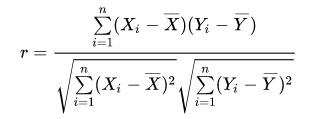 r = \frac{\sum_{i=1}^{n}(X_i - \overline{X})(Y_i - \overline{Y})}{\sqrt{\sum_{i=1}^{n}(X_i - \overline{X})^2}\sqrt{\sum_{i=1}^{n}(Y_i - \overline{Y})^2}}